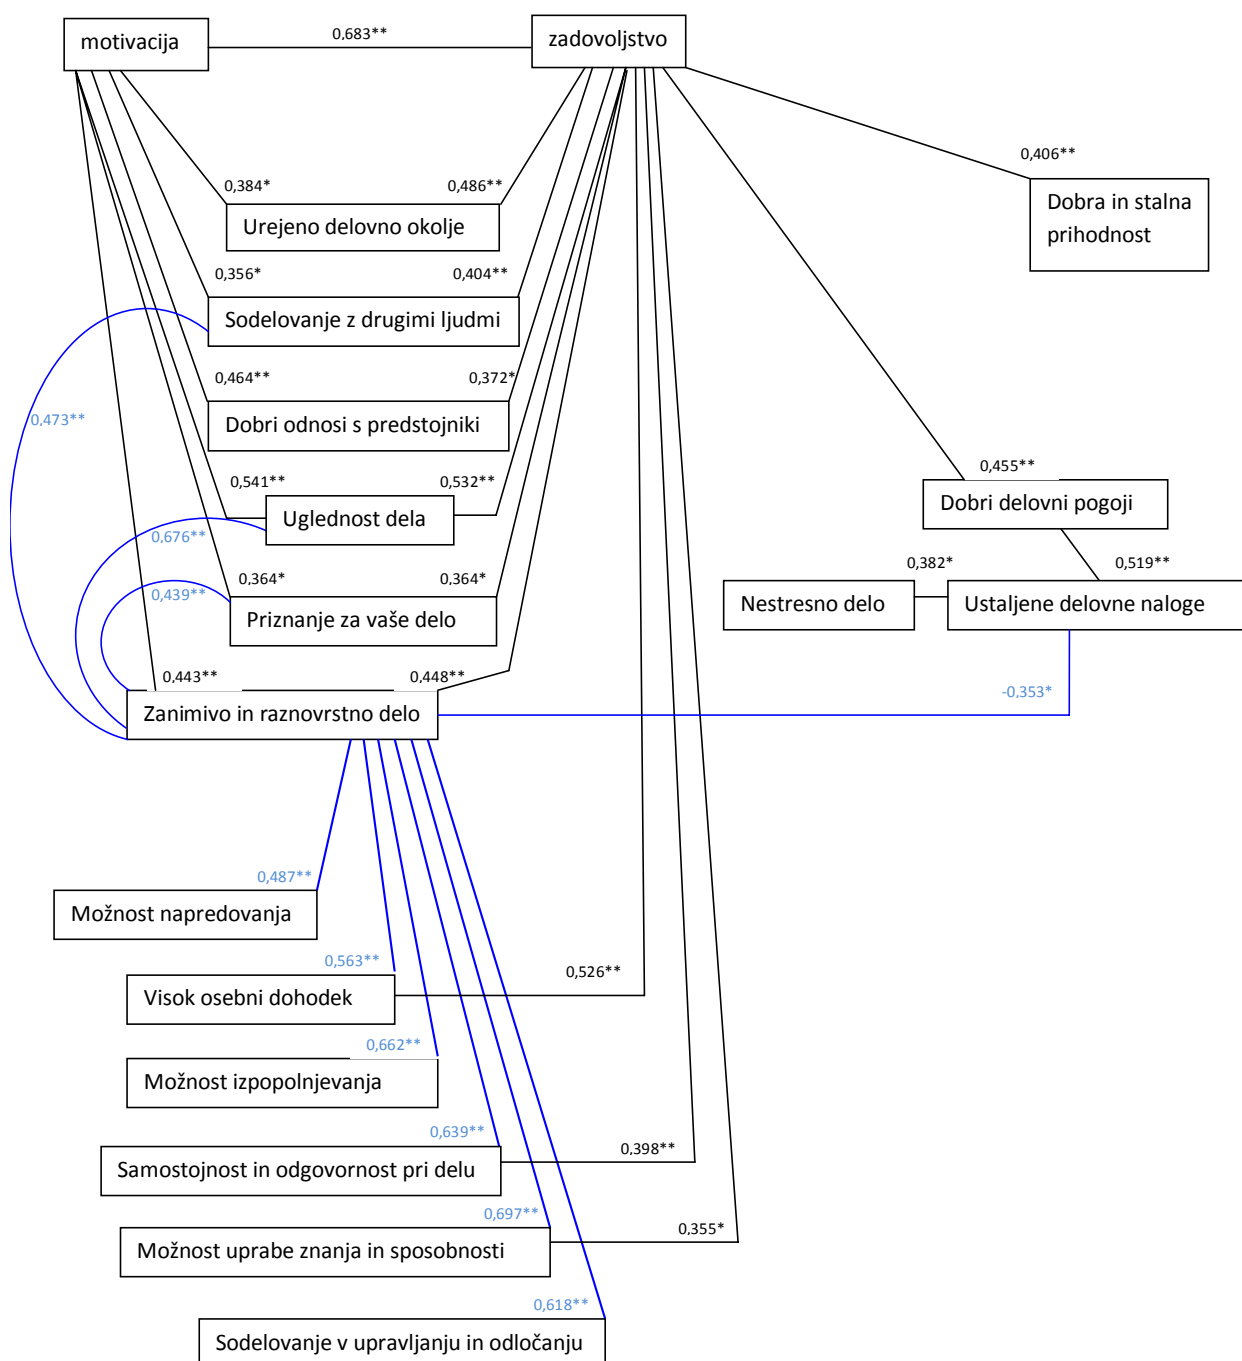 motivacija
0,683**
zadovoljstvo
0,406**
Dobra in stalna
prihodnost
0,384*
0,486**
Urejeno delovno okolje
0,356*
0,404**
Sodelovanje z drugimi ljudmi
0,464**
0,372*
Dobri odnosi s predstojniki
0,473**
0,541**
0,532**
Uglednost dela
0,455**
Dobri delovni pogoji
0,676**
0,364*
0,364*
0,439**
Priznanje za vaše delo
0,382*
0,519**
Nestresno delo
Ustaljene delovne naloge
0,443**
0,448**
-0,353*
Zanimivo in raznovrstno delo
0,487**
Možnost napredovanja
0,563**
0,526**
Visok osebni dohodek
0,662**
Možnost izpopolnjevanja
0,639**
0,398**
Samostojnost in odgovornost pri delu
0,697**
0,355*
Možnost uprabe znanja in sposobnosti
0,618**
Sodelovanje v upravljanju in odločanju